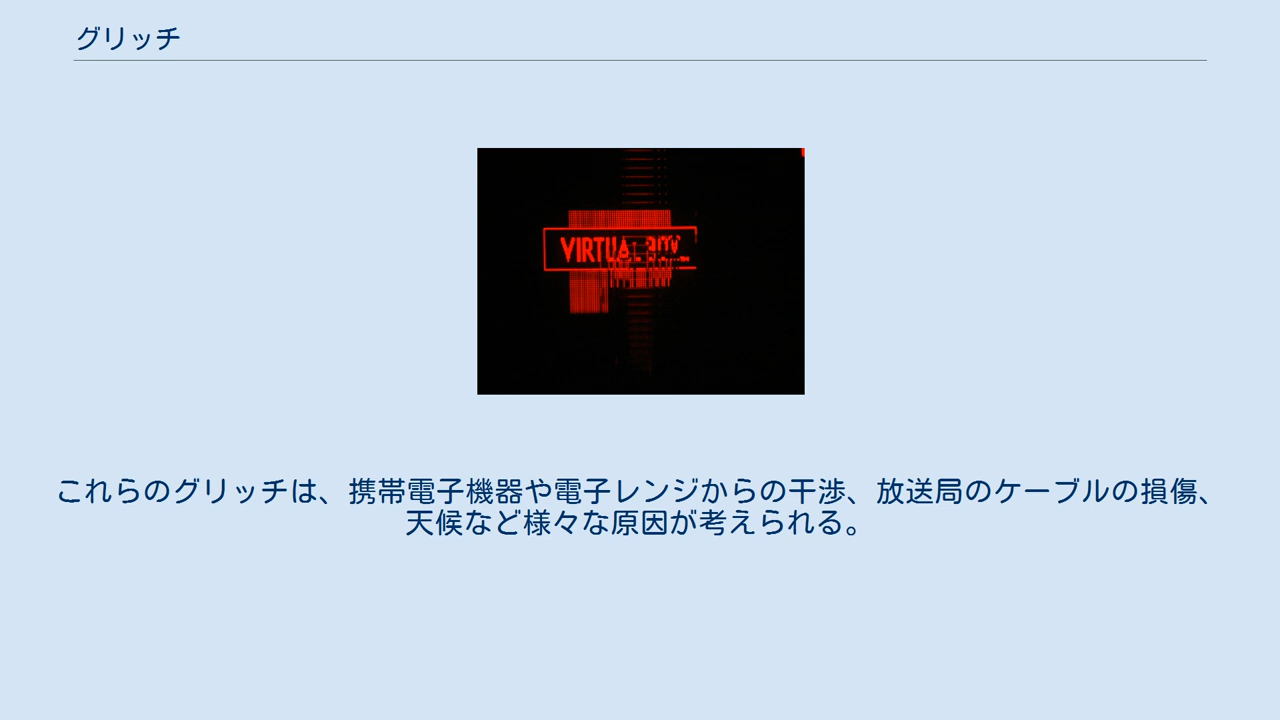 グリッチ
VIRTUAL BOY
これらのグリッチは、携帯電子機器や電子レンジからの干渉、放送局のケーブルの損傷、
天候など様々な原因が考えられる。